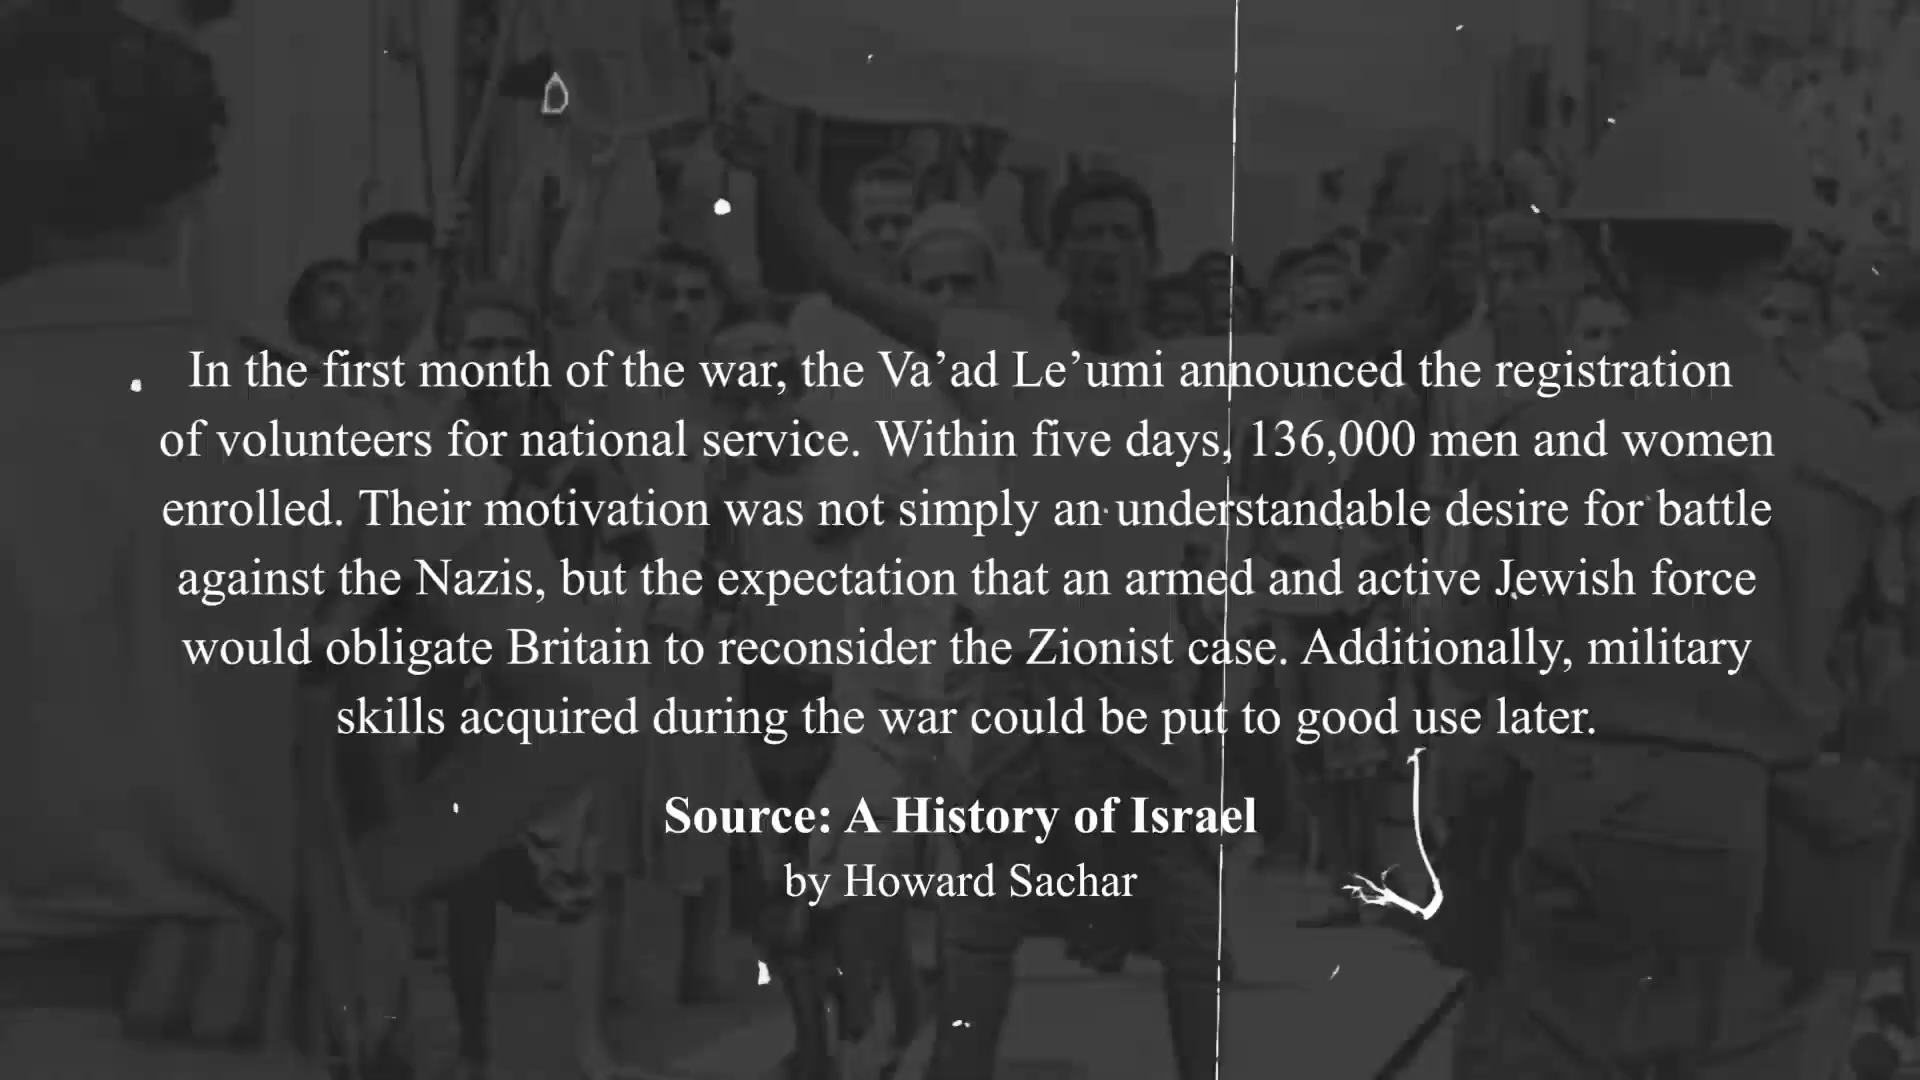 In the first month of the war, the Va’ad Le’umi announced the registration
of volunteers for national service. Within five days, 136,000 men and women
enrolled. Their motivation was not simply an understandable desire for battle
against the Nazis, but the expectation that an armed and active Jewish force
would obligate Britain to reconsider the Zionist case. Additionally, military
skills acquired during the war could be put to good use later.
Source: A History of Israel
by Howard Sachar